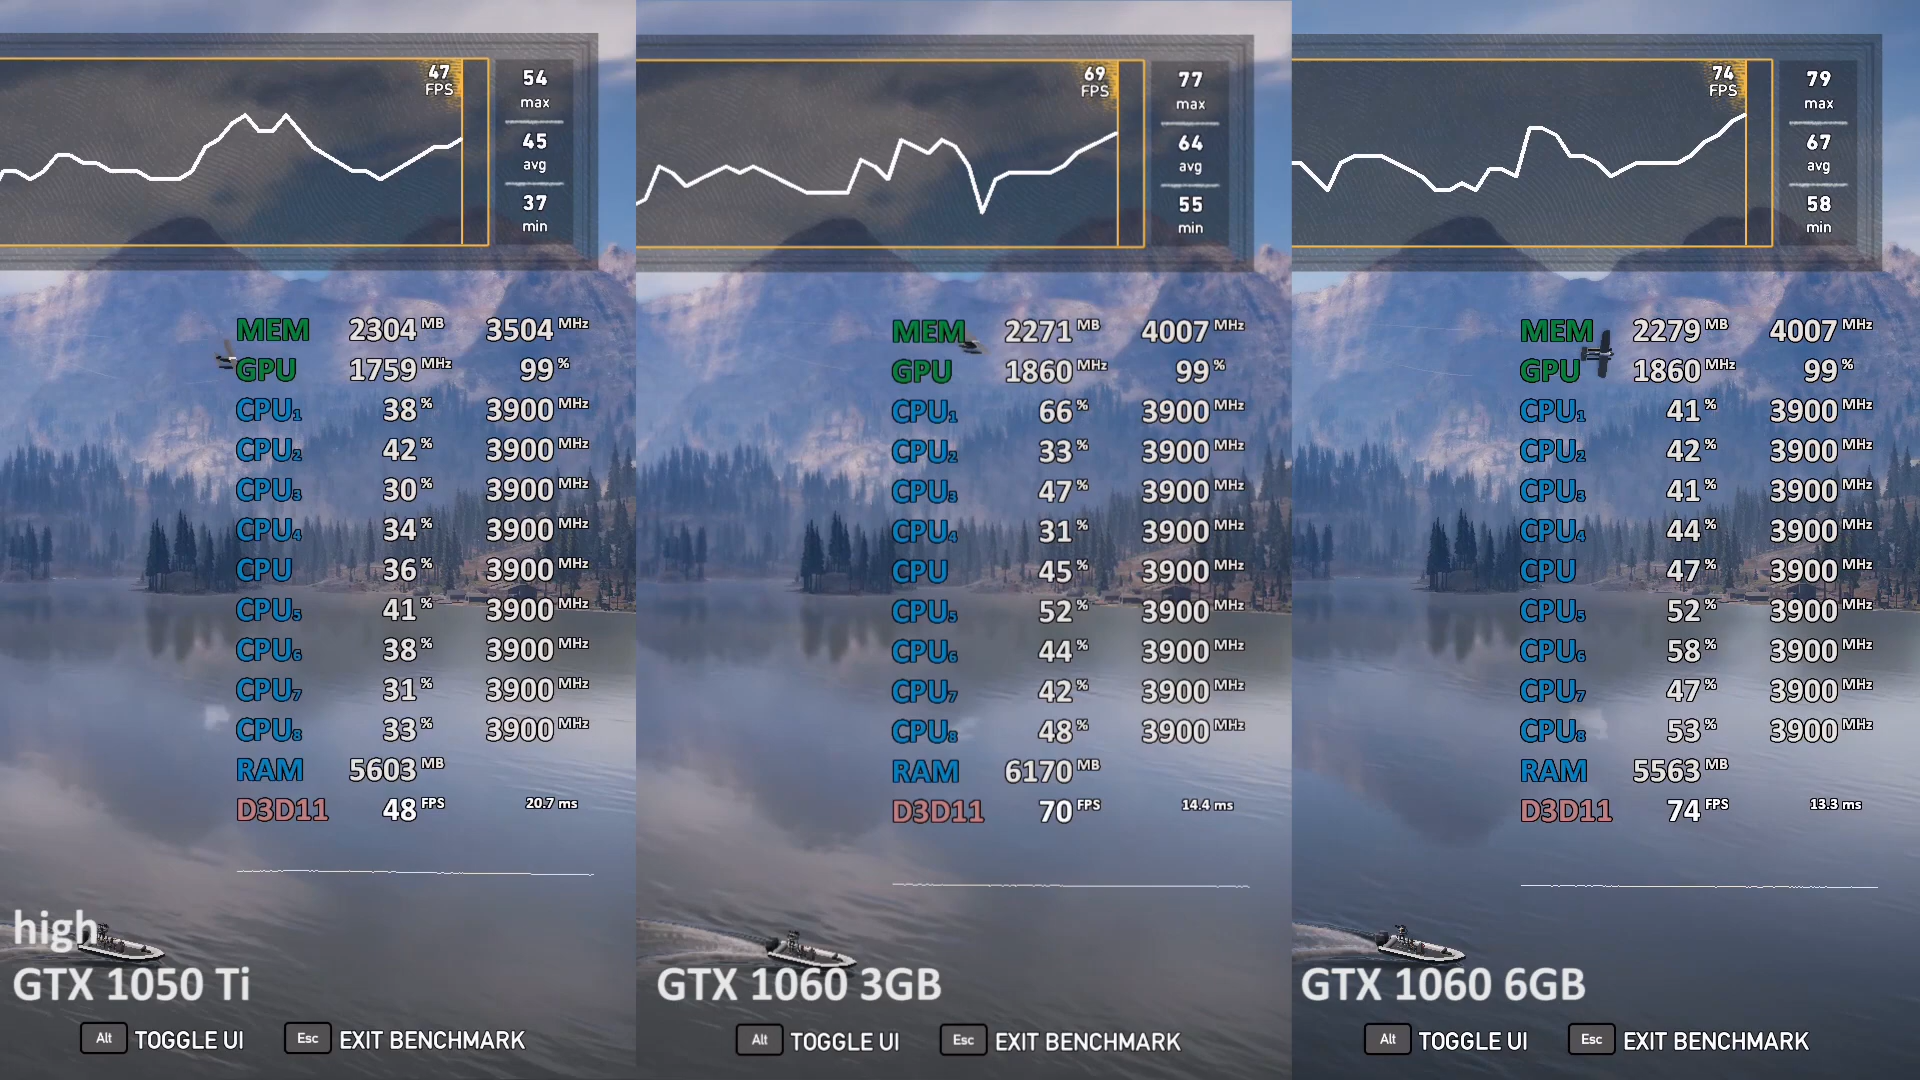 47
FPS
54
max
45
avg
37
min
MEM 2304 MB 3504 MHz
GPU 1759 MHz 99 %
CPU1 38 % 3900 MHz
CPU2 42 % 3900 MHz
CPU3 30 % 3900 MHz
CPU4 34 % 3900 MHz
CPU 36 % 3900 MHz
CPU5 41 % 3900 MHz
CPU6 38 % 3900 MHz
CPU7 31 % 3900 MHz
CPU8 33 % 3900 MHz
RAM 5603 MB
D3D11 48 FPS 20.7 ms
high
GTX 1050 Ti
Alt TOGGLE UI Esc EXIT BENCHMARK
69
FPS
77
max
64
avg
55
min
MEM 2271 MB 4007 MHz
GPU 1860 MHz 99 %
CPU1 66 % 3900 MHz
CPU2 33 % 3900 MHz
CPU3 47 % 3900 MHz
CPU4 31 % 3900 MHz
CPU 45 % 3900 MHz
CPU5 52 % 3900 MHz
CPU6 44 % 3900 MHz
CPU7 42 % 3900 MHz
CPU8 48 % 3900 MHz
RAM 6170 MB
D3D11 70 FPS 14.4 ms
GTX 1060 3GB
Alt TOGGLE UI Esc EXIT BENCHMARK
74
FPS
79
max
67
avg
58
min
MEM 2279 MB 4007 MHz
GPU 1860 MHz 99 %
CPU1 41 % 3900 MHz
CPU2 42 % 3900 MHz
CPU3 41 % 3900 MHz
CPU4 44 % 3900 MHz
CPU 47 % 3900 MHz
CPU5 52 % 3900 MHz
CPU6 58 % 3900 MHz
CPU7 47 % 3900 MHz
CPU8 53 % 3900 MHz
RAM 5563 MB
D3D11 74 FPS 13.3 ms
GTX 1060 6GB
Alt TOGGLE UI Esc EXIT BENCHMARK